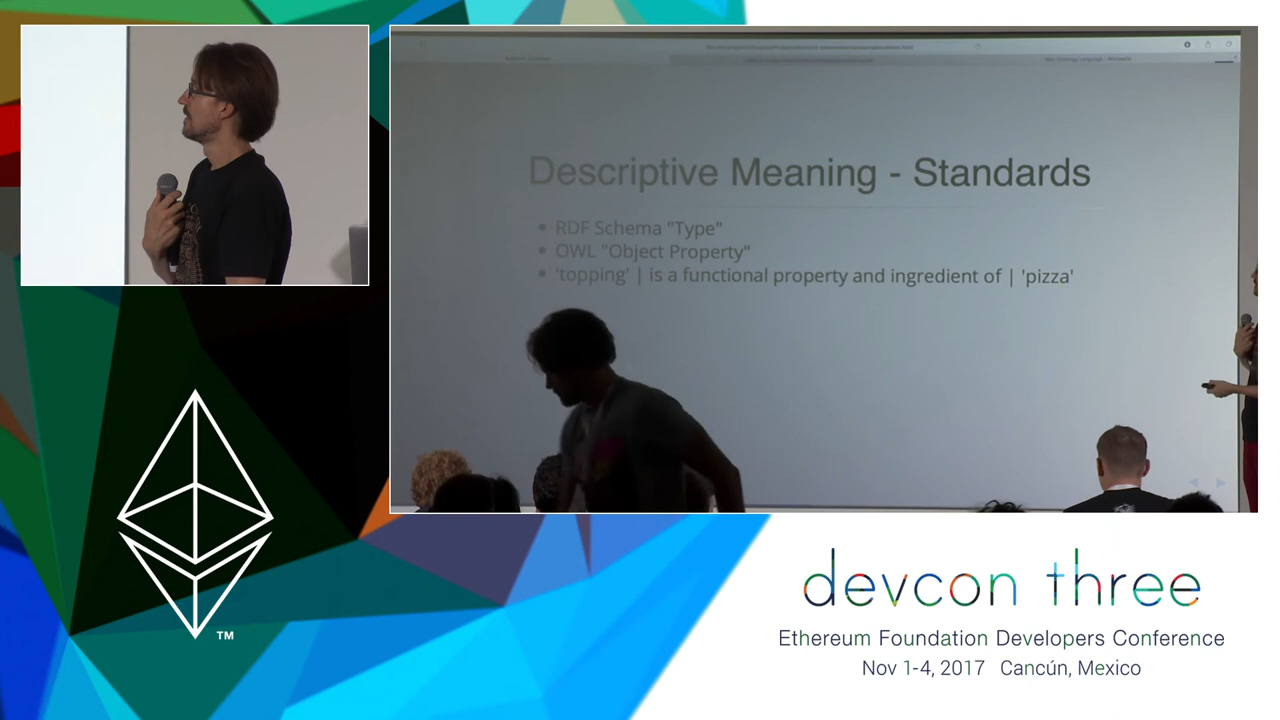 Descriptive Meaning - Standards
• RDF Schema "Type"
• OWL "Object Property"
• 'topping' | is a functional property and ingredient of | 'pizza'
TM
devcon three
Ethereum Foundation Developers Conference
Nov 1-4, 2017 Cancún, Mexico